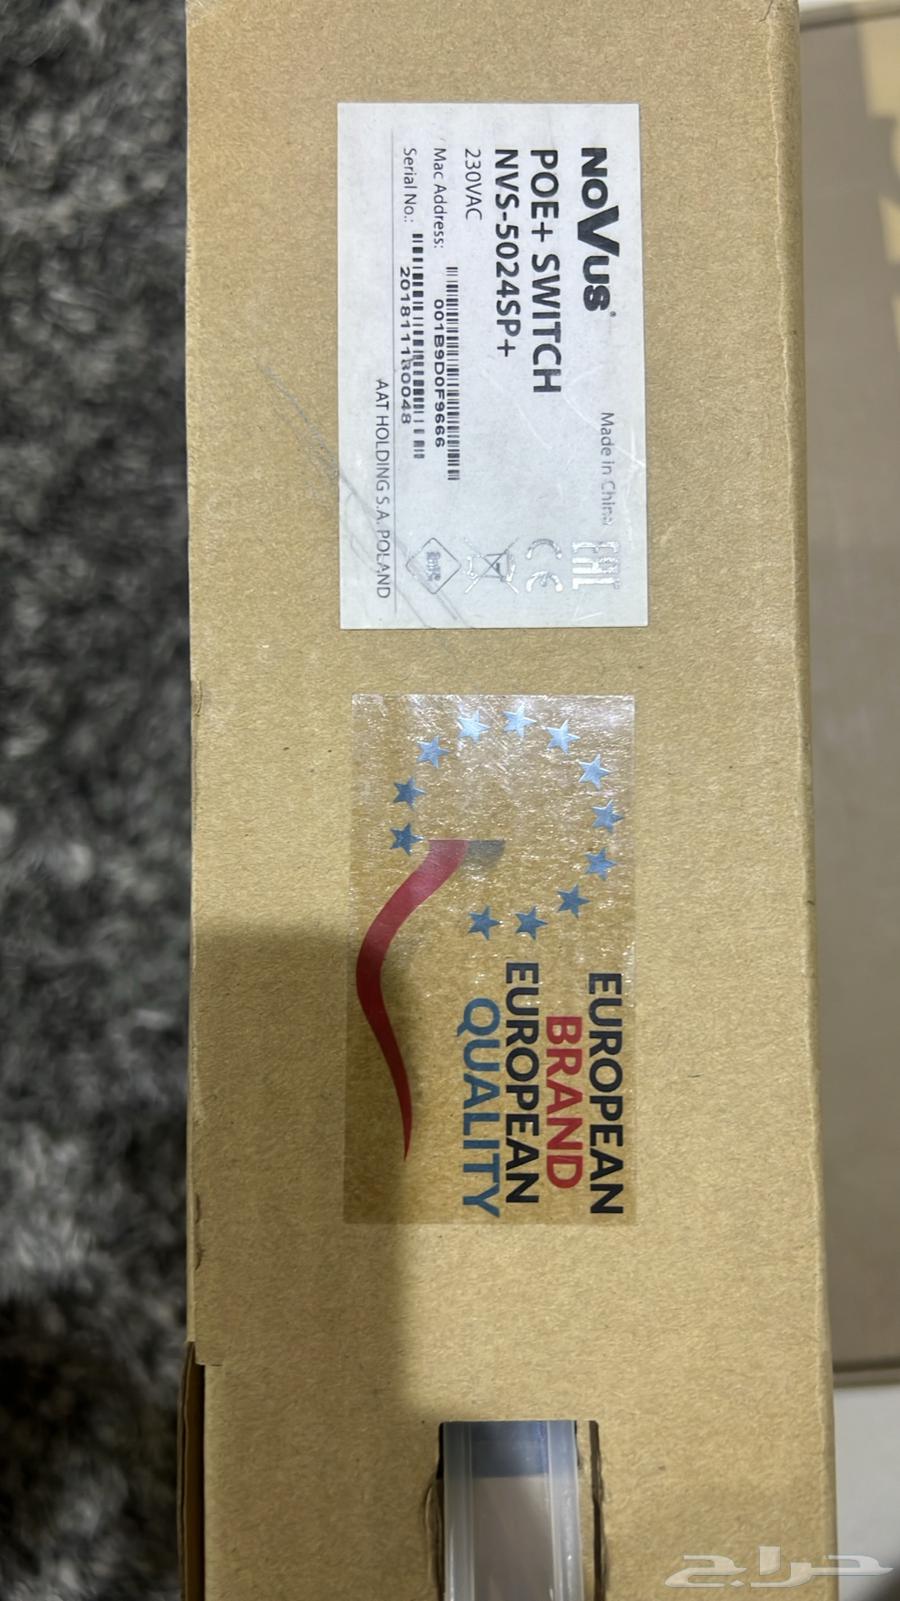 NOVUS®
Made in China
EAC
POE+ SWITCH
CE
NVS-5024SP+
230VAC
Mac Address:
001B9D0F9666
Serial No.:
201811180048
AAT HOLDING S.A. POLAND
EUROPEAN
BRAND
EUROPEAN
QUALITY
حراج